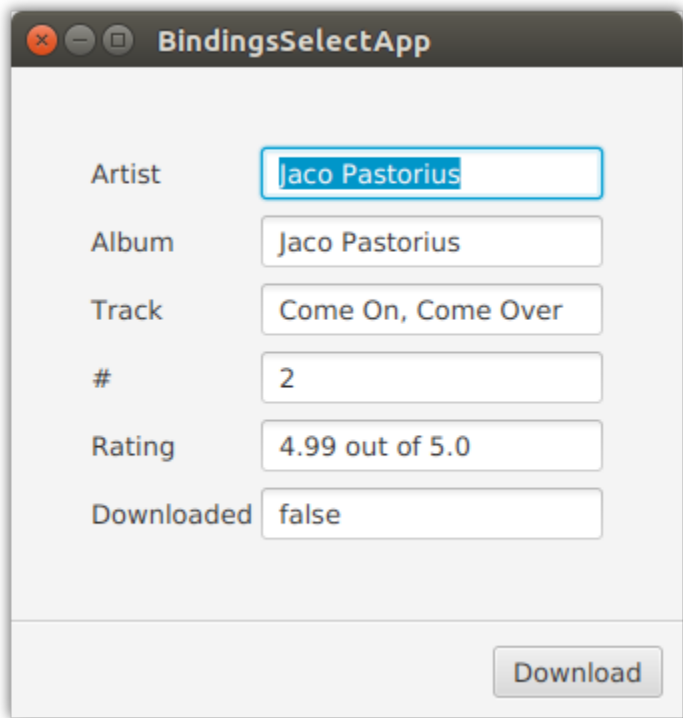 BindingsSelectApp
Artist Jaco Pastorius
Album Jaco Pastorius
Track Come On, Come Over
# 2
Rating 4.99 out of 5.0
Downloaded false
Download